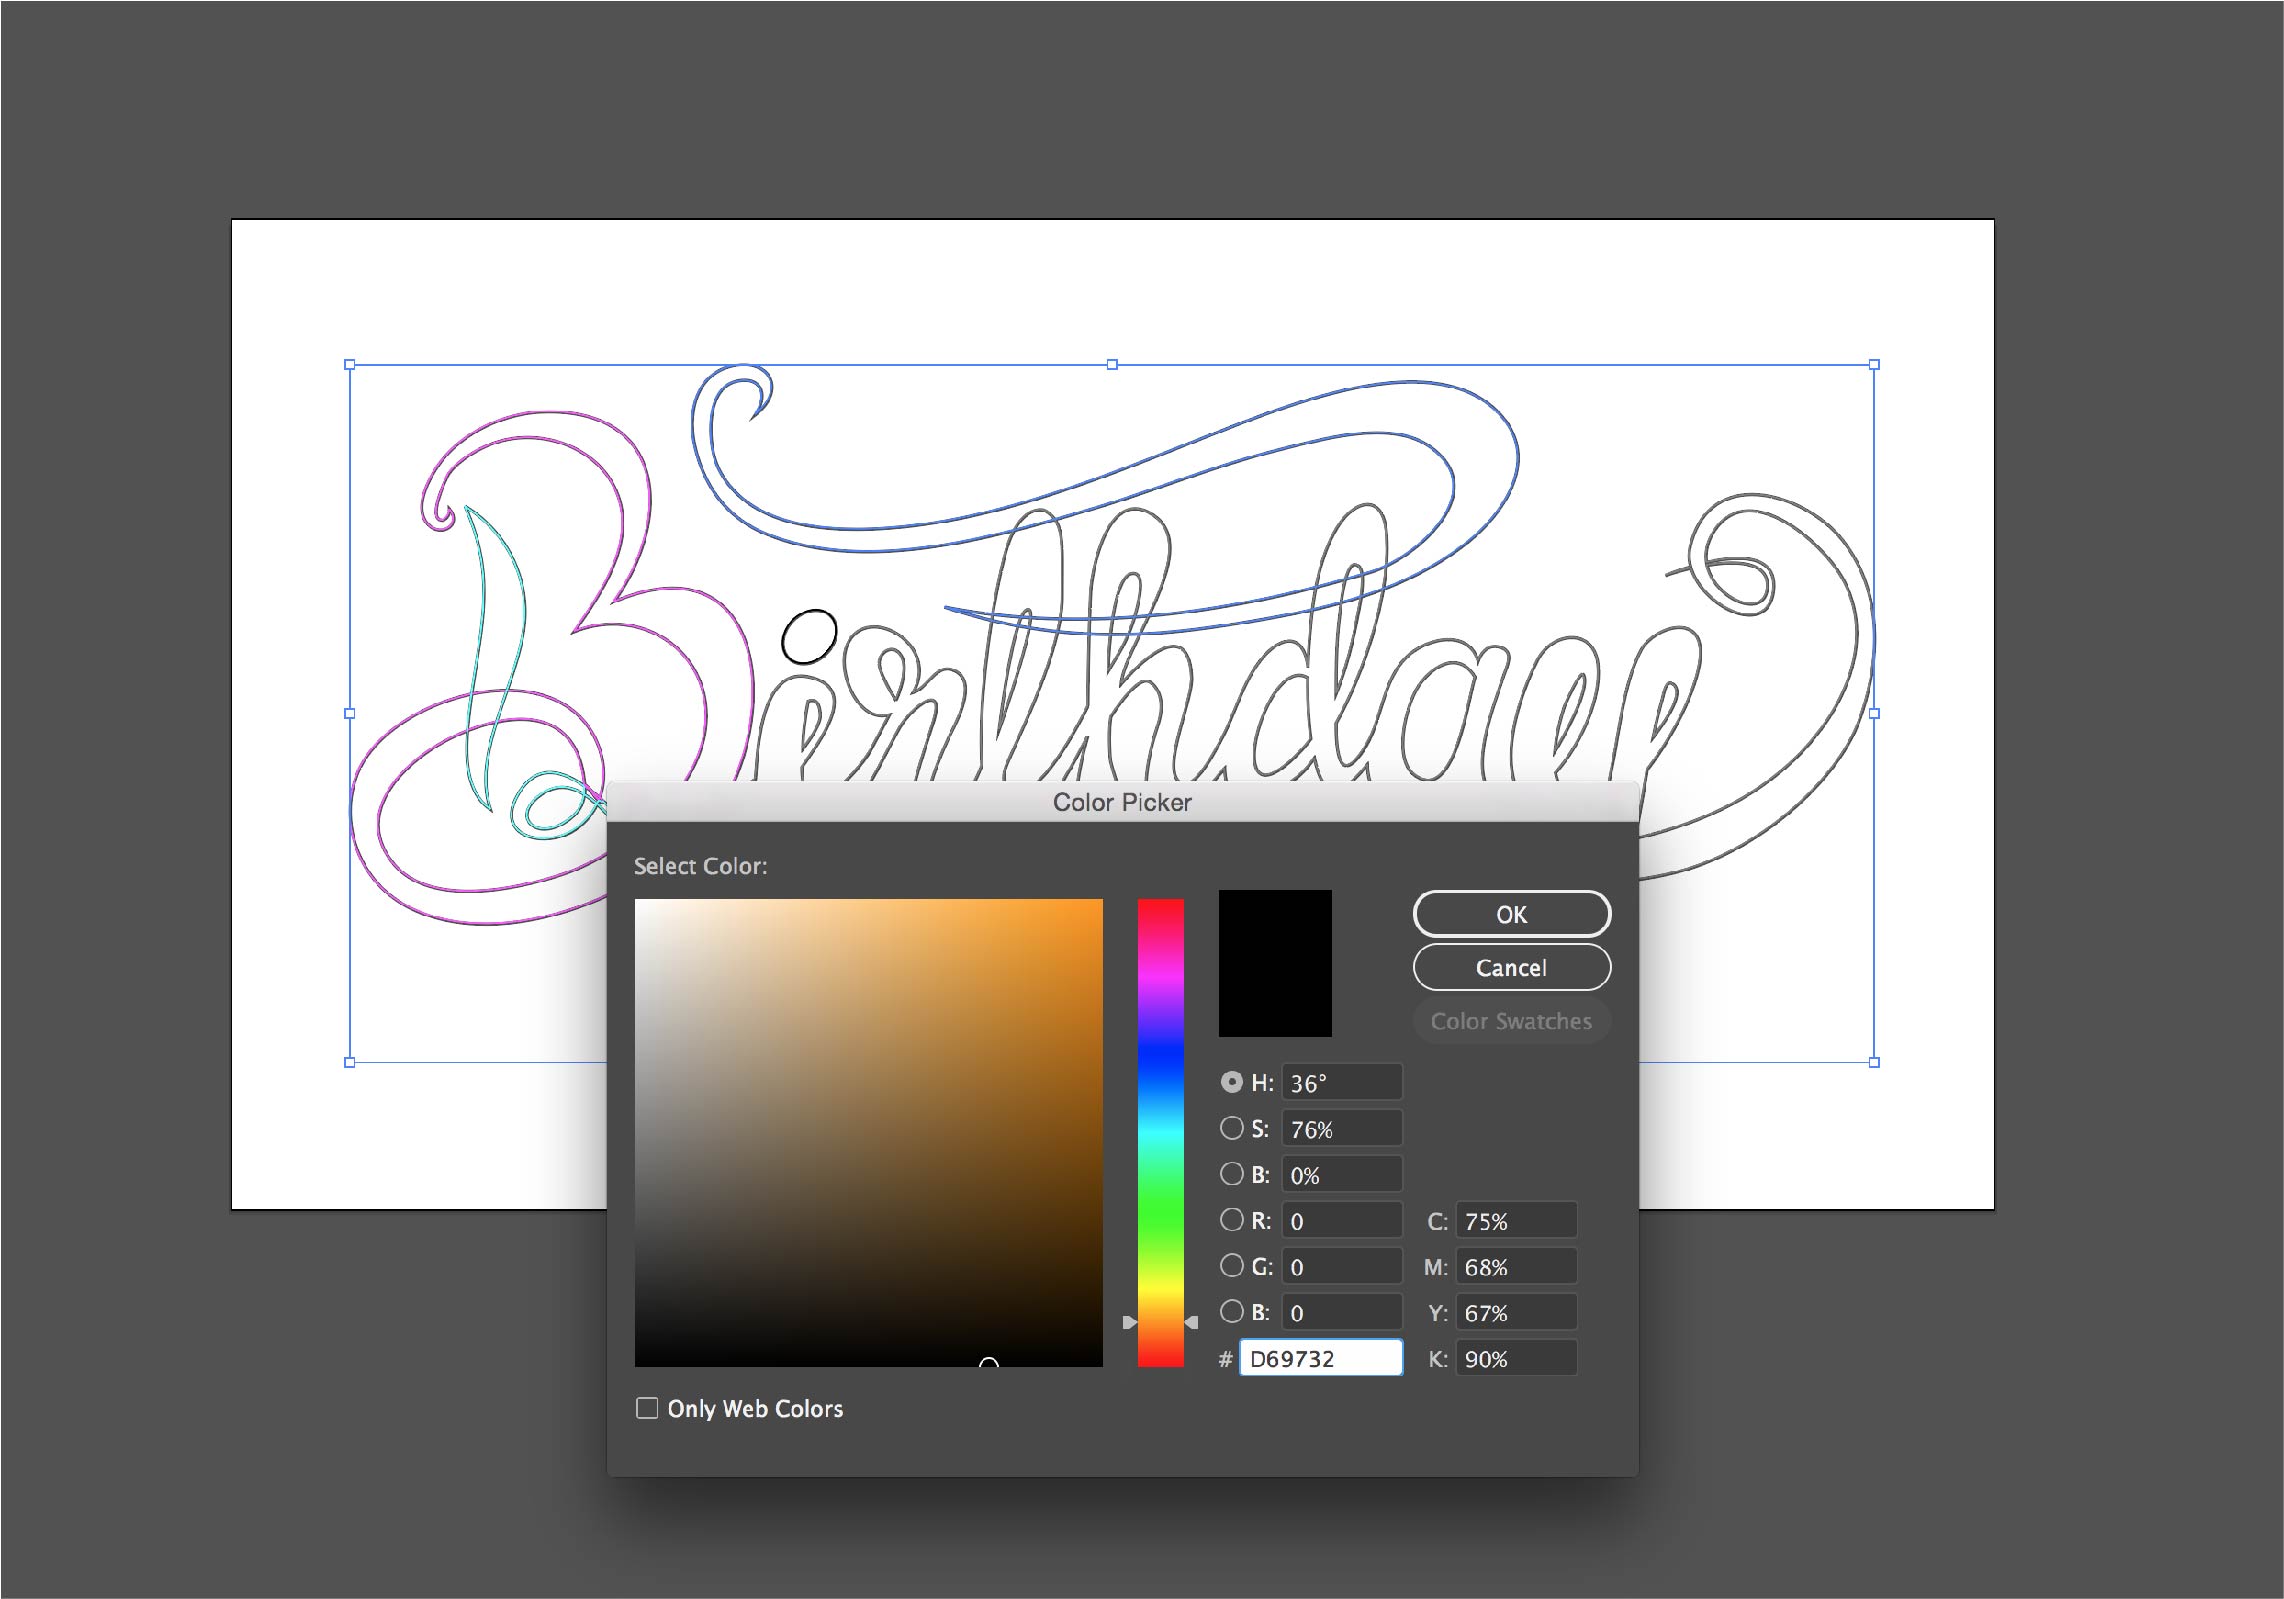 Birthday
Color Picker
Select Color:
OK
Cancel
Color Swatches
H: 36°
S: 76%
B: 0%
R: 0 C: 75%
G: 0 M: 68%
B: 0 Y: 67%
# D69732 K: 90%
Only Web Colors